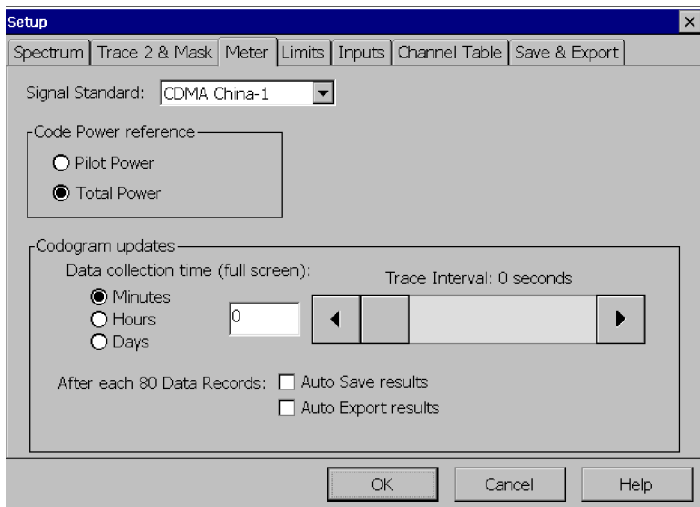 Setup
Spectrum Trace 2 & Mask Meter Limits Inputs Channel Table Save & Export
Signal Standard: CDMA China-1
Code Power reference
Pilot Power
Total Power
Codogram updates
Data collection time (full screen):
Trace Interval: 0 seconds
Minutes
Hours
0
Days
After each 80 Data Records: Auto Save results
Auto Export results
OK Cancel Help